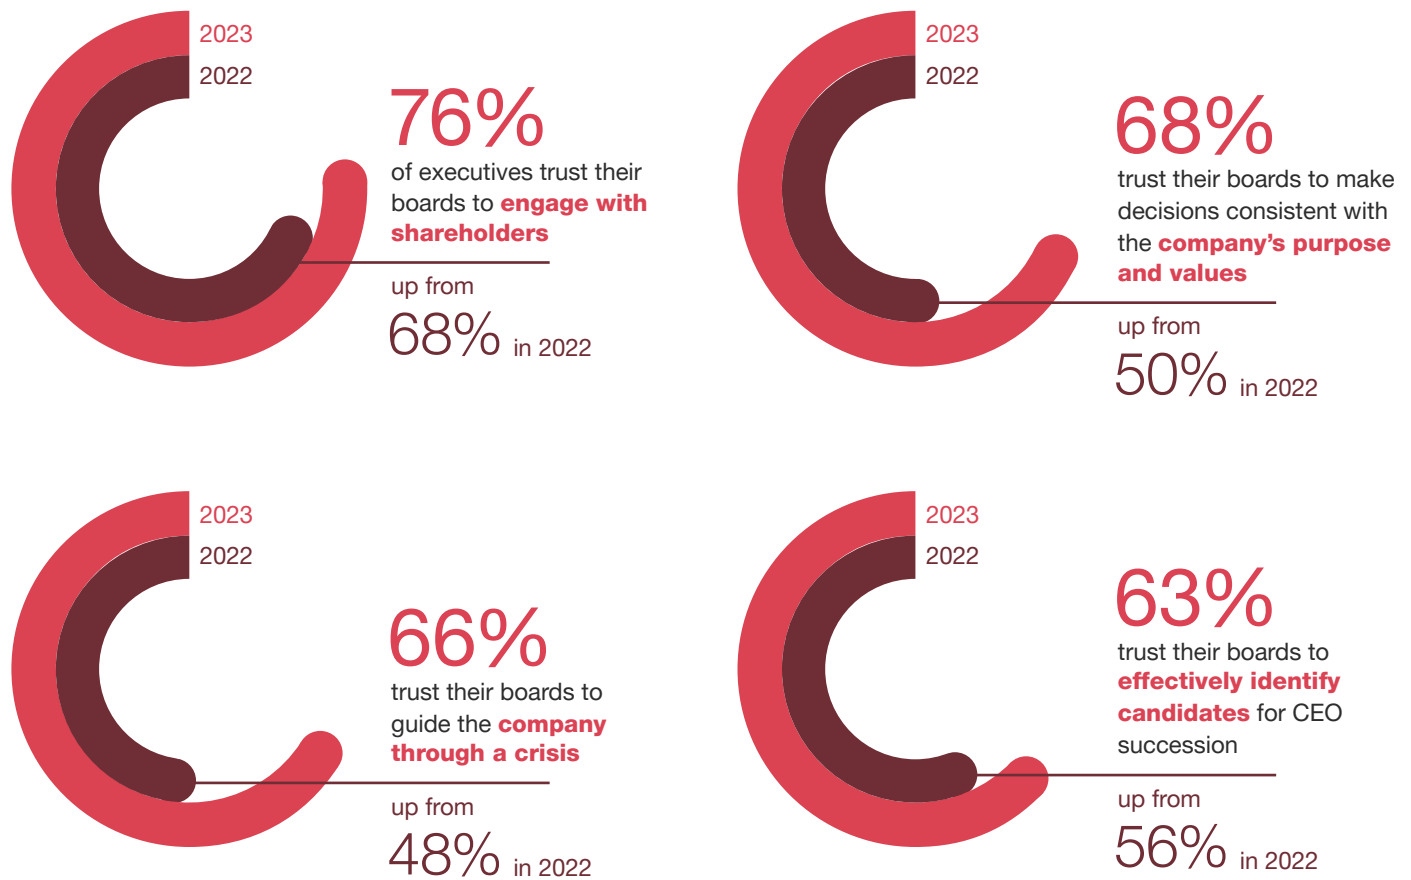 2023
2022
76%
of executives trust their
boards to engage with
shareholders
up from
68% in 2022
2023
2022
68%
trust their boards to make
decisions consistent with
the company’s purpose
and values
up from
50% in 2022
2023
2022
66%
trust their boards to
guide the company
through a crisis
up from
48% in 2022
2023
2022
63%
trust their boards to
effectively identify
candidates for CEO
succession
up from
56% in 2022